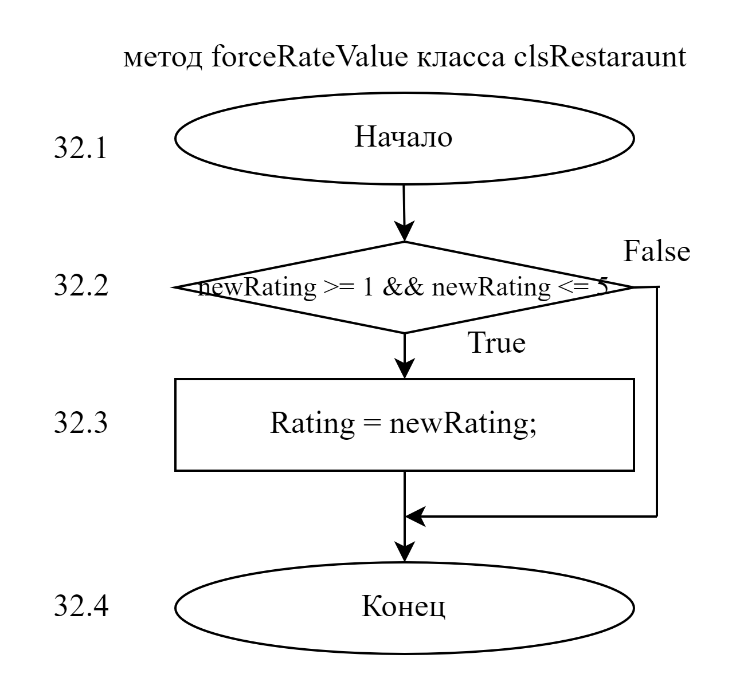 метод forceRateValue класса clsRestaraunt
32.1
Начало
False
32.2
newRating >= 1 && newRating <= 5
True
32.3
Rating = newRating;
32.4
Конец